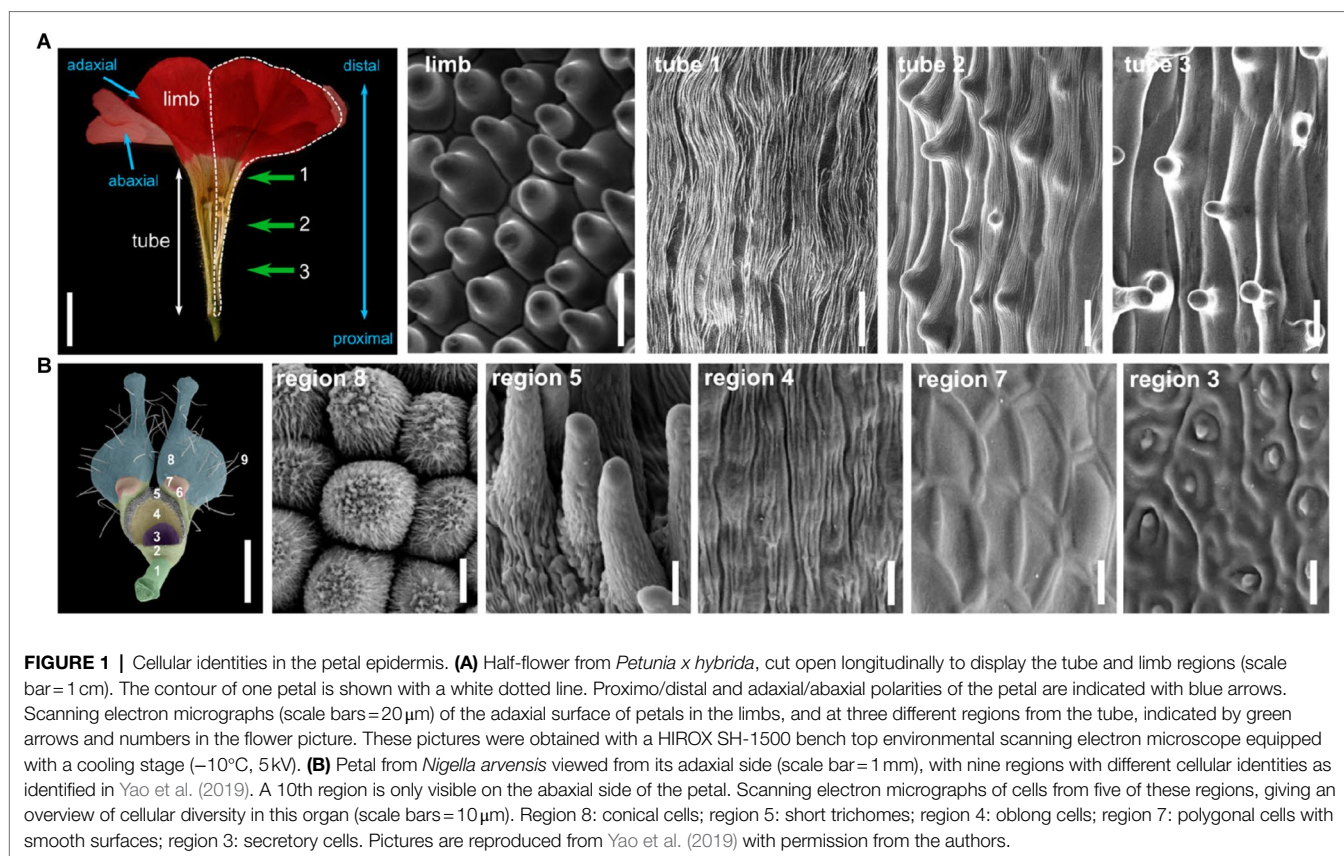 A
adaxial
limb
abaxial
tube
1
2
3
distal
proximal
limb
tube 1
tube 2
tube 3
B
8
9
7
6
5
4
3
2
1
region 8
region 5
region 4
region 7
region 3
FIGURE 1 | Cellular identities in the petal epidermis. (A) Half-flower from Petunia x hybrida, cut open longitudinally to display the tube and limb regions (scale
bar = 1 cm). The contour of one petal is shown with a white dotted line. Proximo/distal and adaxial/abaxial polarities of the petal are indicated with blue arrows.
Scanning electron micrographs (scale bars = 20 μm) of the adaxial surface of petals in the limbs, and at three different regions from the tube, indicated by green
arrows and numbers in the flower picture. These pictures were obtained with a HIROX SH-1500 bench top environmental scanning electron microscope equipped
with a cooling stage (−10°C, 5 kV). (B) Petal from Nigella arvensis viewed from its adaxial side (scale bar = 1 mm), with nine regions with different cellular identities as
identified in Yao et al. (2019). A 10th region is only visible on the abaxial side of the petal. Scanning electron micrographs of cells from five of these regions, giving an
overview of cellular diversity in this organ (scale bars = 10 μm). Region 8: conical cells; region 5: short trichomes; region 4: oblong cells; region 7: polygonal cells with
smooth surfaces; region 3: secretory cells. Pictures are reproduced from Yao et al. (2019) with permission from the authors.